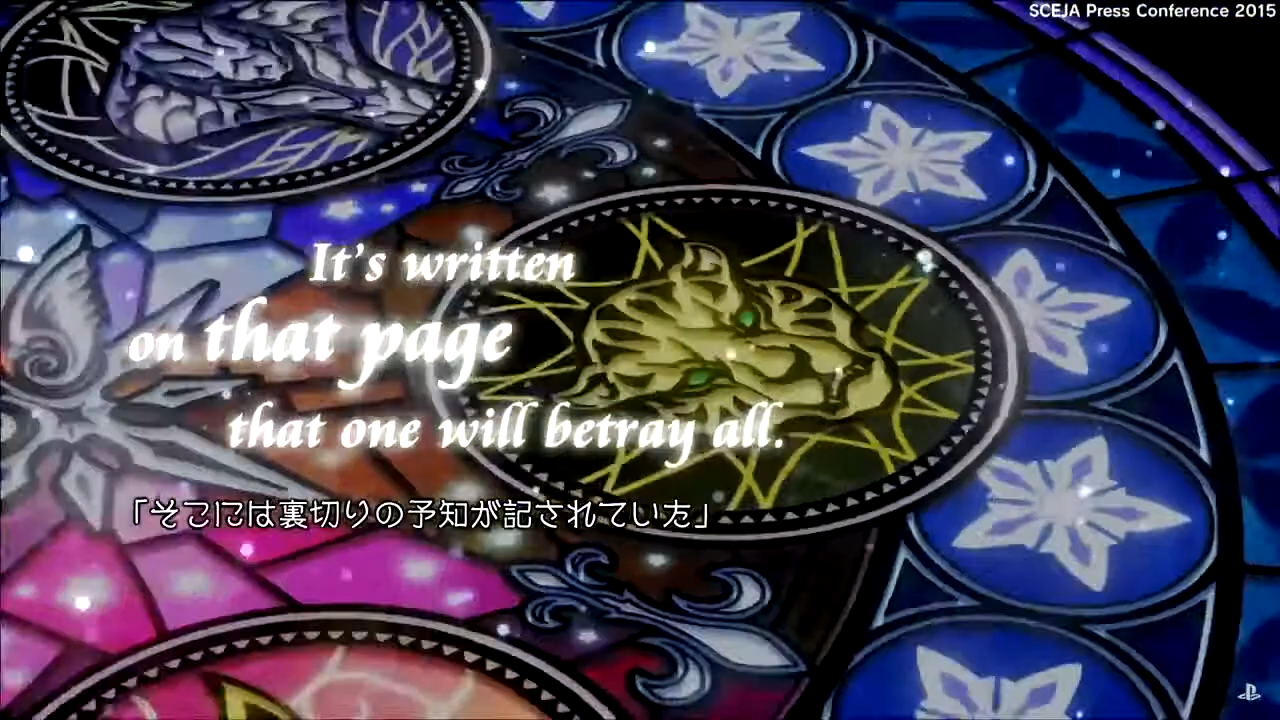 SCEJA Press Conference 2015
It's written
on that page
that one will betray all.
「そこには裏切りの予知が記されていた」